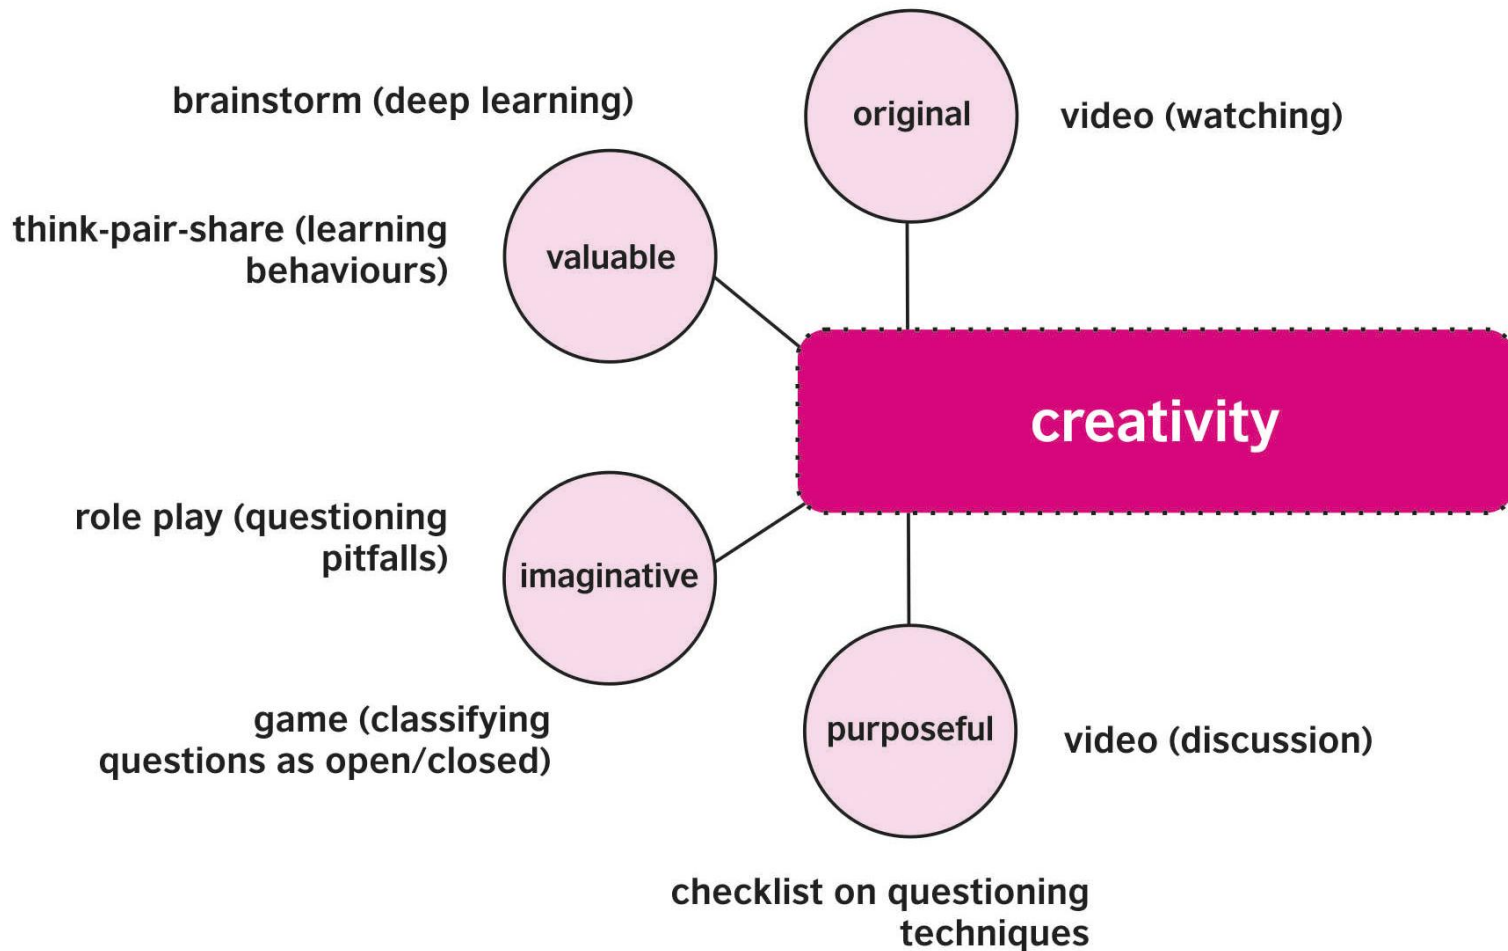 brainstorm (deep learning)
original
video (watching)
think-pair-share (learning
behaviours)
valuable
creativity
role play (questioning
pitfalls)
imaginative
game (classifying
questions as open/closed)
purposeful
video (discussion)
checklist on questioning
techniques